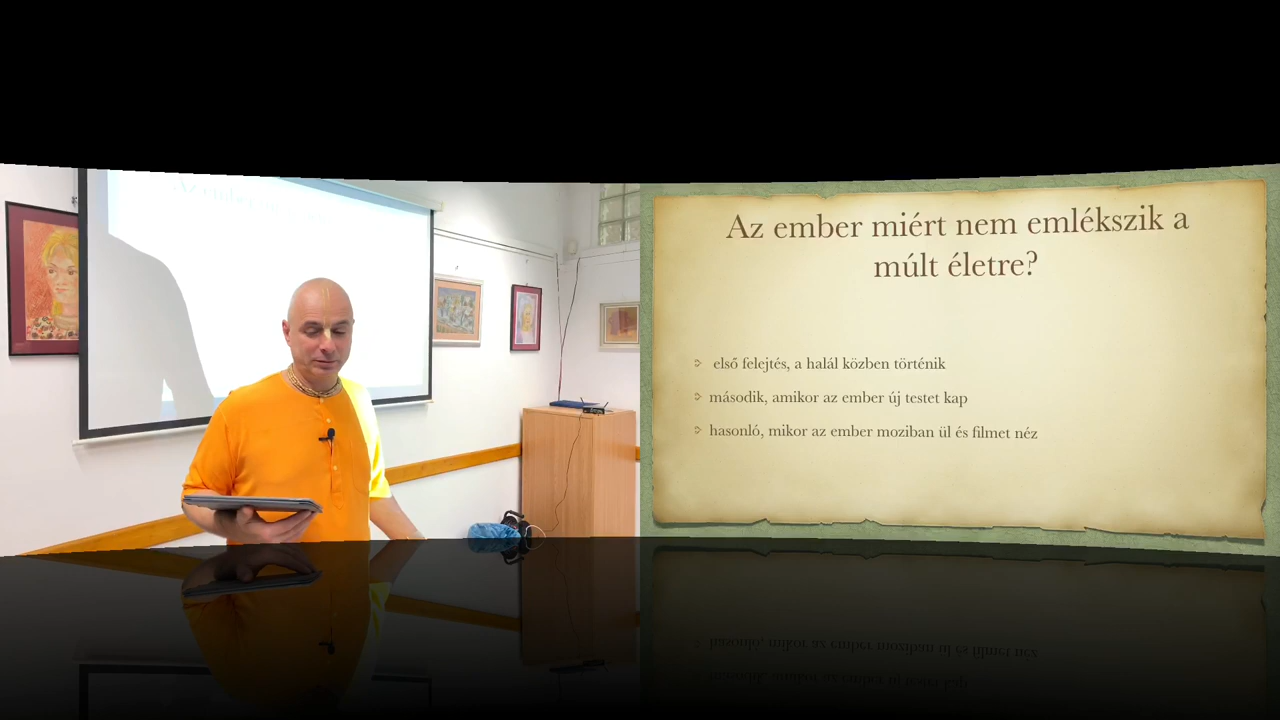 Az ember miért nem emlékszik a
múlt életre?
első felejtés, a halál közben történik
második, amikor az ember új testet kap
hasonló, mikor az ember moziban ül és filmet néz